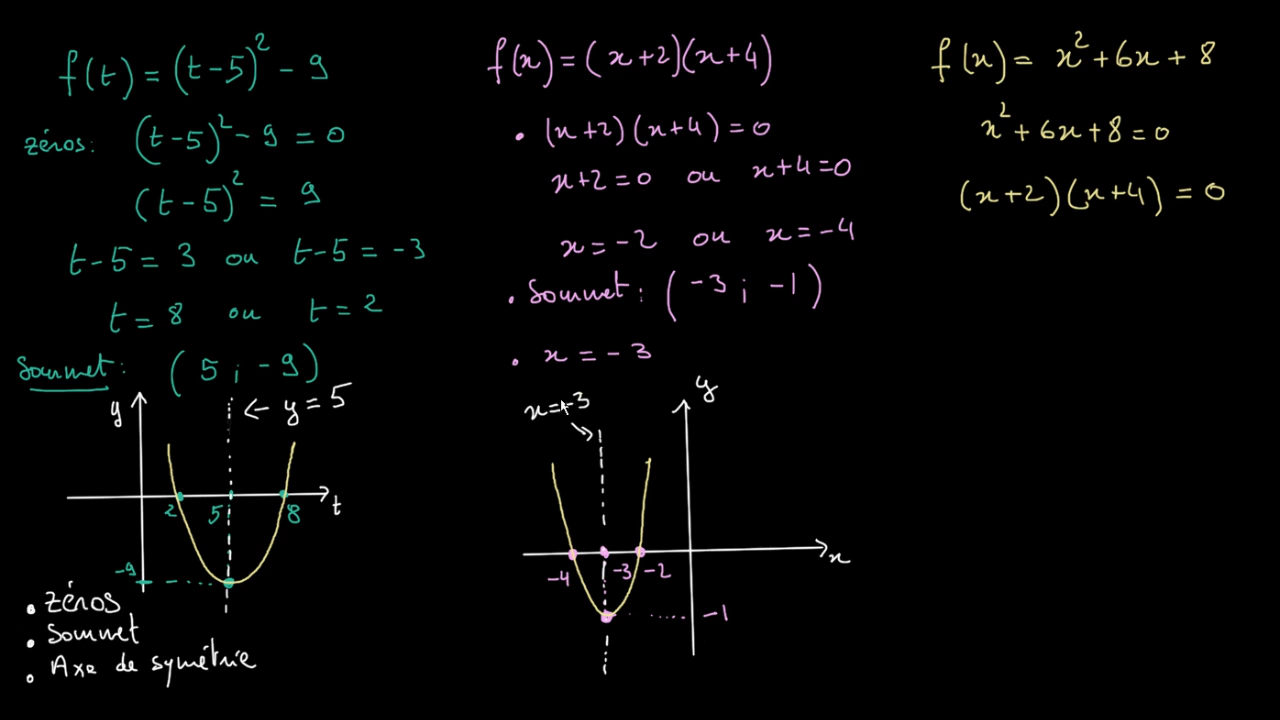 f(t) = (t-5)² - 9
zéros: (t-5)² - 9 = 0
(t-5)² = 9
t-5 = 3 ou t-5 = -3
t = 8 ou t = 2
Sommet: (5 ; -9)
y
← y = 5
2
5
8
t
-9
• Zéros
• Sommet
• Axe de symétrie
f(x) = (x+2)(x+4)
• (x+2)(x+4) = 0
x+2 = 0 ou x+4 = 0
x = -2 ou x = -4
• Sommet: (-3 ; -1)
• x = -3
x = -3
y
-4
-3
-2
x
-1
f(x) = x² + 6x + 8
x² + 6x + 8 = 0
(x+2)(x+4) = 0